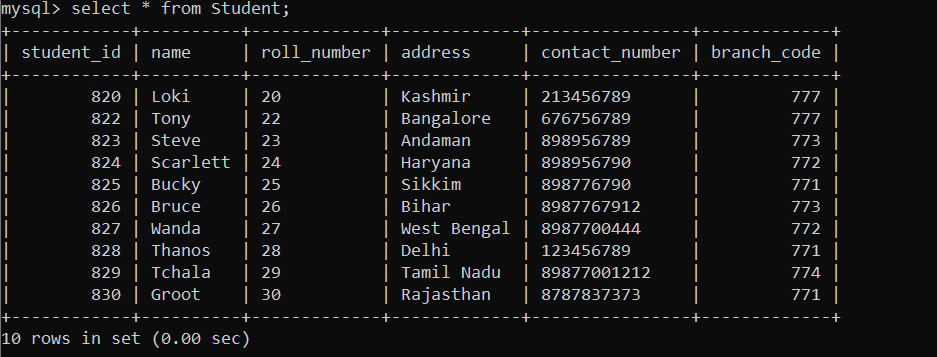 mysql> select * from Student;
+------------+----------+-------------+-------------+----------------+-------------+
| student_id | name     | roll_number | address     | contact_number | branch_code |
+------------+----------+-------------+-------------+----------------+-------------+
|        820 | Loki     | 20          | Kashmir     | 213456789      |         777 |
|        822 | Tony     | 22          | Bangalore   | 676756789      |         777 |
|        823 | Steve    | 23          | Andaman     | 898956789      |         773 |
|        824 | Scarlett | 24          | Haryana     | 898956790      |         772 |
|        825 | Bucky    | 25          | Sikkim      | 898776790      |         771 |
|        826 | Bruce    | 26          | Bihar       | 8987767912     |         773 |
|        827 | Wanda    | 27          | West Bengal | 8987700444     |         772 |
|        828 | Thanos   | 28          | Delhi       | 123456789      |         771 |
|        829 | Tchala   | 29          | Tamil Nadu  | 89877001212    |         774 |
|        830 | Groot    | 30          | Rajasthan   | 8787837373     |         771 |
+------------+----------+-------------+-------------+----------------+-------------+
10 rows in set (0.00 sec)